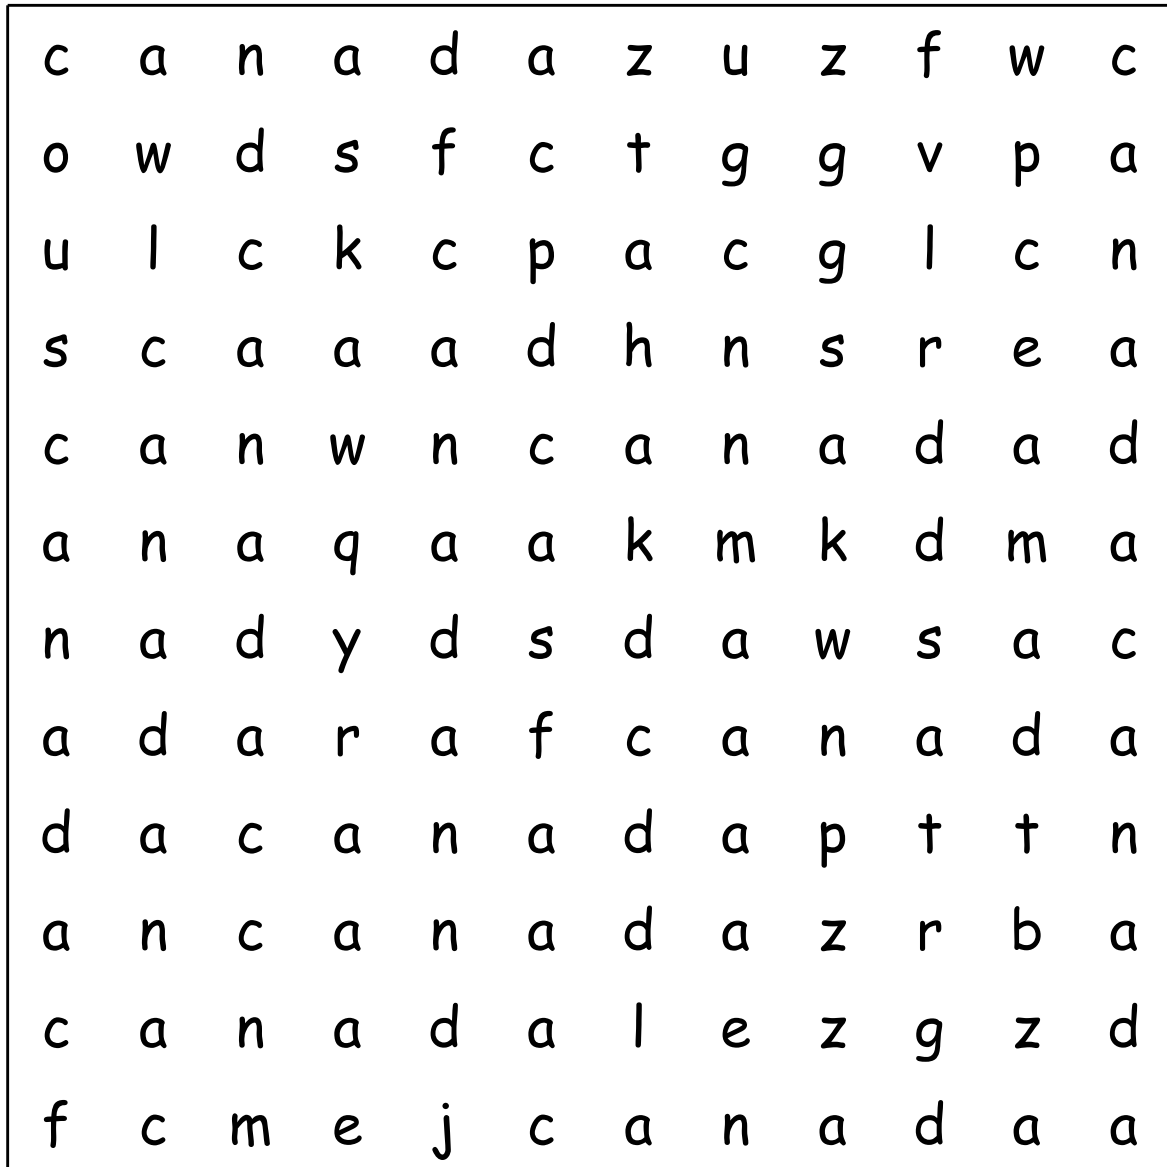 c a n a d a z u z f w c
o w d s f c t g g v p a
u l c k c p a c g l c n
s c a a a d h n s r e a
c a n w n c a n a d a d
a n a q a a k m k d m a
n a d y d s d a w s a c
a d a r a f c a n a d a
d a c a n a d a p t t n
a n c a n a d a z r b a
c a n a d a l e z g z d
f c m e j c a n a d a a